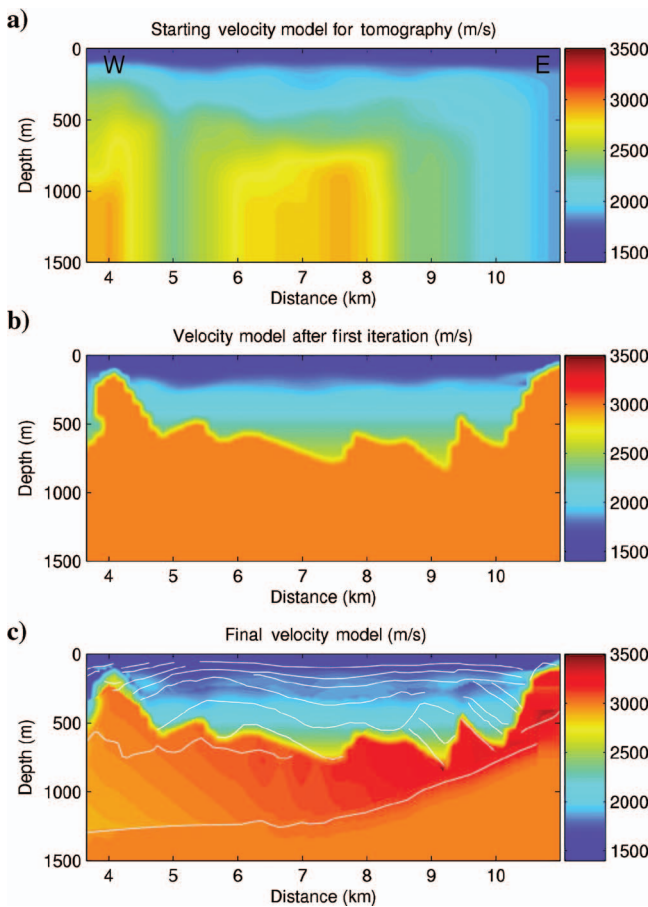 a)
Starting velocity model for tomography (m/s)
W
E
0
500
1000
1500
Depth (m)
4 5 6 7 8 9 10
Distance (km)
3500
3000
2500
2000
1500
b)
Velocity model after first iteration (m/s)
0
500
1000
1500
Depth (m)
4 5 6 7 8 9 10
Distance (km)
3500
3000
2500
2000
1500
c)
Final velocity model (m/s)
0
500
1000
1500
Depth (m)
4 5 6 7 8 9 10
Distance (km)
3500
3000
2500
2000
1500